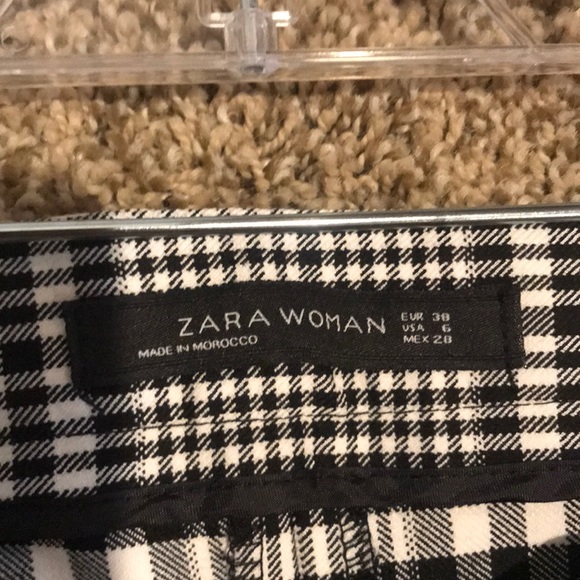 ZARA WOMAN
MADE IN MOROCCO
EUR 38
USA 6
MEX 28